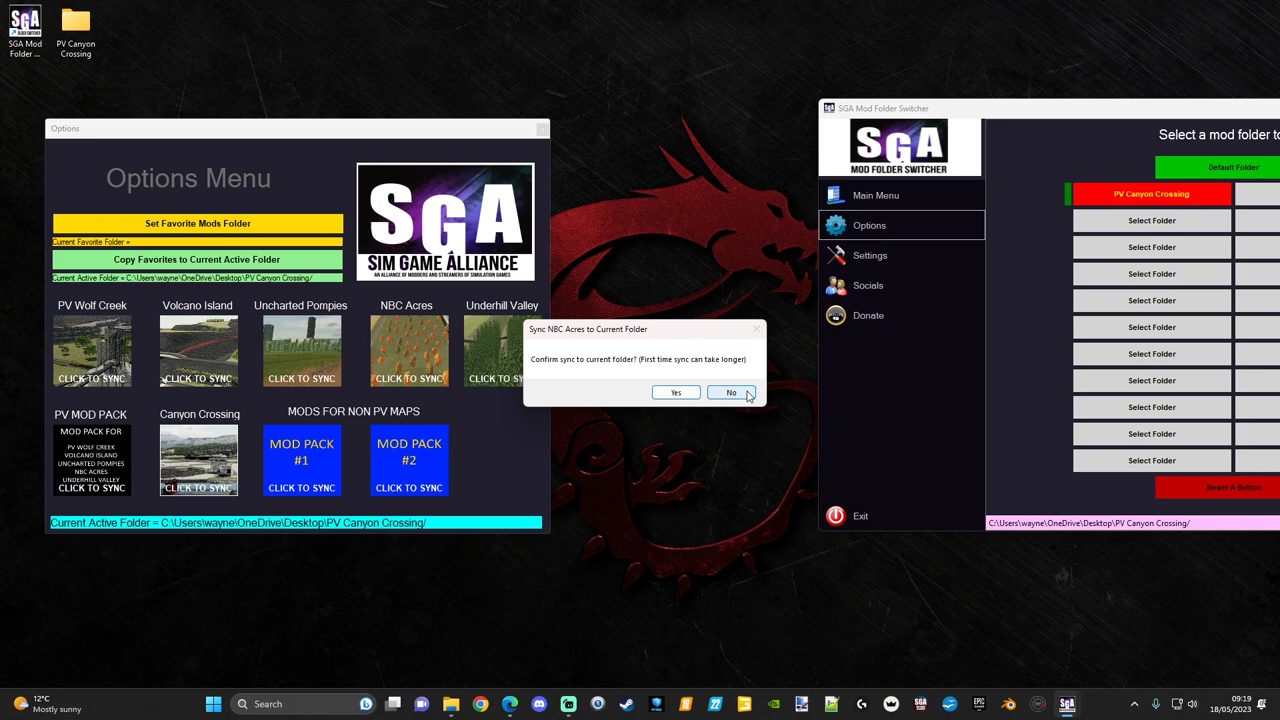 SGA Mod
Folder ...
PV Canyon
Crossing
Options
Options Menu
Set Favorite Mods Folder
Current Favorite Folder =
Copy Favorites to Current Active Folder
Current Active Folder = C:\Users\wayne\OneDrive\Desktop\PV Canyon Crossing/
SGA
SIM GAME ALLIANCE
AN ALLIANCE OF MODDERS AND STREAMERS OF SIMULATION GAMES
PV Wolf Creek
Volcano Island
Uncharted Pompies
NBC Acres
Underhill Valley
CLICK TO SYNC
CLICK TO SYNC
CLICK TO SYNC
CLICK TO SYNC
CLICK TO
Sync NBC Acres to Current Folder
Confirm sync to current folder? (First time sync can take longer)
Yes
No
PV MOD PACK
Canyon Crossing
MODS FOR NON PV MAPS
MOD PACK FOR
PV WOLF CREEK
VOLCANO ISLAND
UNCHARTED POMPIES
NBC ACRES
UNDERHILL VALLEY
CLICK TO SYNC
CLICK TO SYNC
MOD PACK
#1
CLICK TO SYNC
MOD PACK
#2
CLICK TO SYNC
Current Active Folder = C:\Users\wayne\OneDrive\Desktop\PV Canyon Crossing/
SGA Mod Folder Switcher
SGA
MOD FOLDER SWITCHER
Main Menu
Options
Settings
Socials
Donate
Exit
Select a mod folder to
Default Folder
PV Canyon Crossing
Select Folder
Select Folder
Select Folder
Select Folder
Select Folder
Select Folder
Select Folder
Select Folder
Select Folder
Select Folder
Reset A Button
C:\Users\wayne\OneDrive\Desktop\PV Canyon Crossing/
12°C
Mostly sunny
Search
09:19
18/05/2023